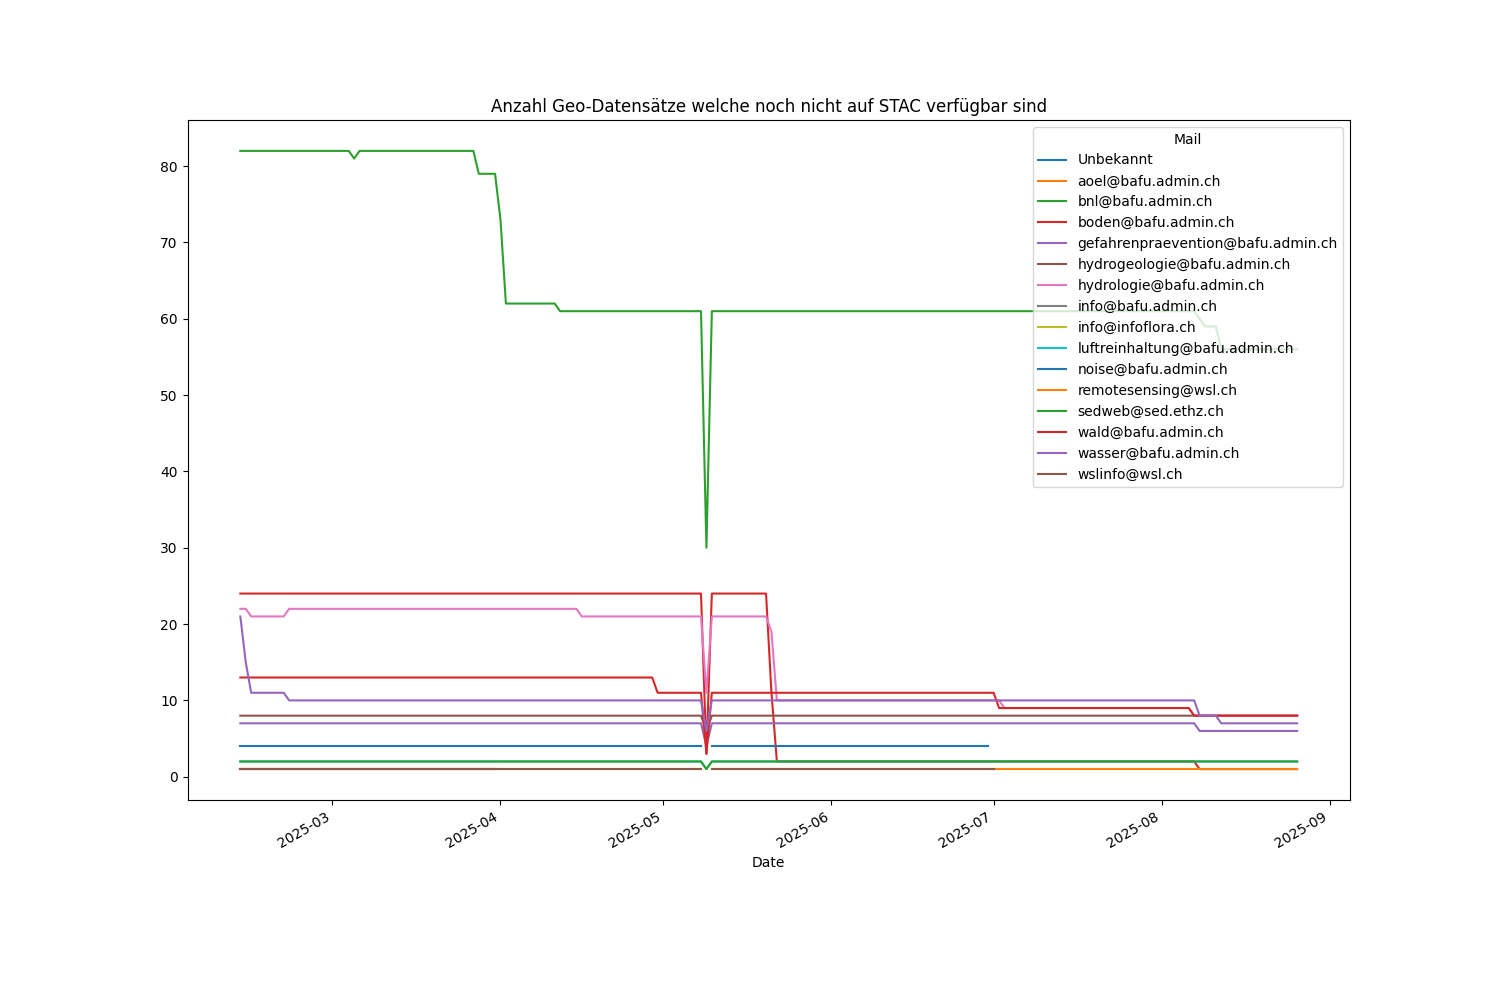 Anzahl Geo-Datensätze welche noch nicht auf STAC verfügbar sind
Mail
Unbekannt
aoel@bafu.admin.ch
bnl@bafu.admin.ch
boden@bafu.admin.ch
gefahrenpraevention@bafu.admin.ch
hydrogeologie@bafu.admin.ch
hydrologie@bafu.admin.ch
info@bafu.admin.ch
info@infoflora.ch
luftreinhaltung@bafu.admin.ch
noise@bafu.admin.ch
remotesensing@wsl.ch
sedweb@sed.ethz.ch
wald@bafu.admin.ch
wasser@bafu.admin.ch
wslinfo@wsl.ch
80
70
60
50
40
30
20
10
0
2025-03
2025-04
2025-05
2025-06
2025-07
2025-08
2025-09
Date